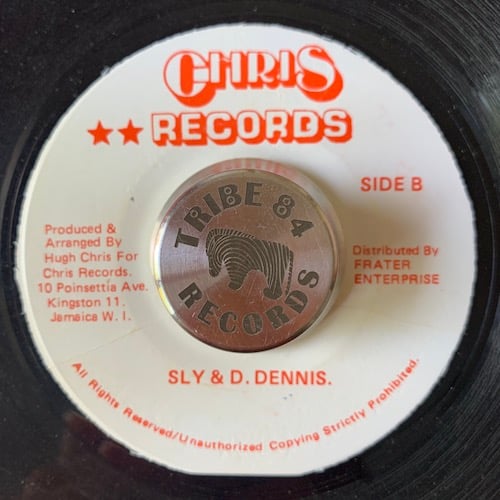 CHRIS
RECORDS
SIDE B
Produced &
Arranged By
Hugh Chris For
Chris Records.
10 Poinsettia Ave.
Kingston 11.
Jamaica W. I.
TRIBE 84
RECORDS
Distributed By
FRATER
ENTERPRISE
SLY & D. DENNIS.
All Rights Reserved/Unauthorized Copying Strictly Prohibited.